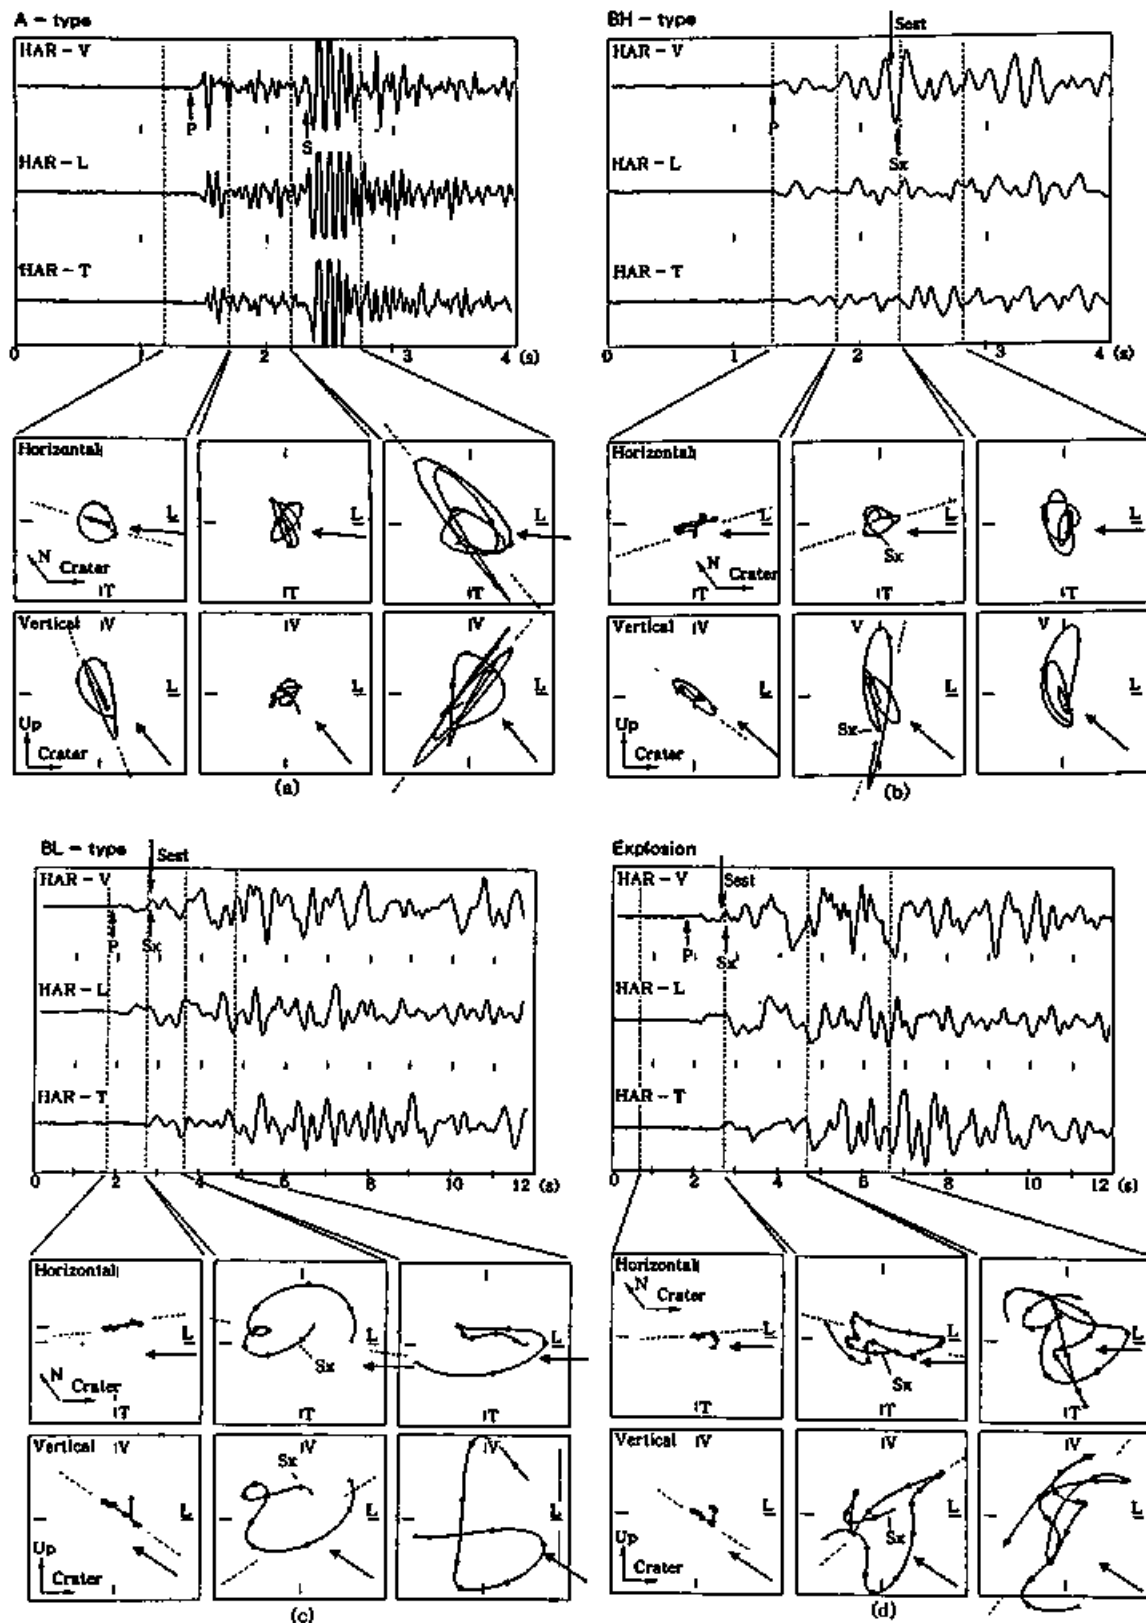 A - type
HAR - V
P
S
HAR - L
HAR - T
0 1 2 3 4 (s)
Horizontal
L
L
L
N
Crater
T
T
T
Vertical
V
V
V
L
L
L
Up
Crater
(a)
BH - type
Sest
HAR - V
P
Sx
HAR - L
HAR - T
0 1 2 3 4 (s)
Horizontal
L
L
L
Sx
N
Crater
T
T
T
Vertical
V
V
V
L
L
L
Up
Sx
Crater
(b)
BL - type
Sest
HAR - V
P
Sx
HAR - L
HAR - T
0 2 4 6 8 10 12 (s)
Horizontal
L
L
L
Sx
N
Crater
T
T
T
Vertical
V
V
V
Sx
L
L
Up
Crater
(c)
Explosion
Sest
HAR - V
P
Sx
HAR - L
HAR - T
0 2 4 6 8 10 12 (s)
Horizontal
N
Crater
L
L
L
Sx
T
T
T
Vertical
V
V
V
L
L
L
Sx
Up
Crater
(d)